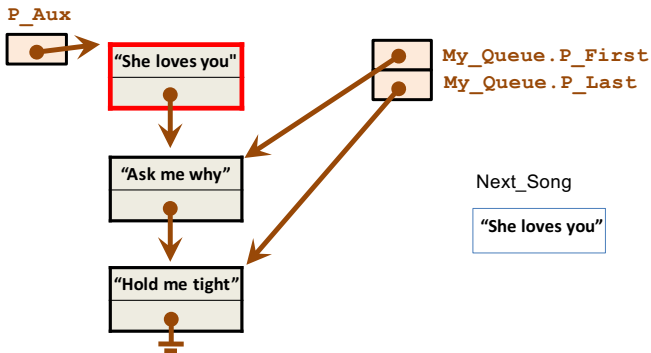 P_Aux
“She loves you"
My_Queue.P_First
My_Queue.P_Last
“Ask me why”
Next_Song
“She loves you”
“Hold me tight”